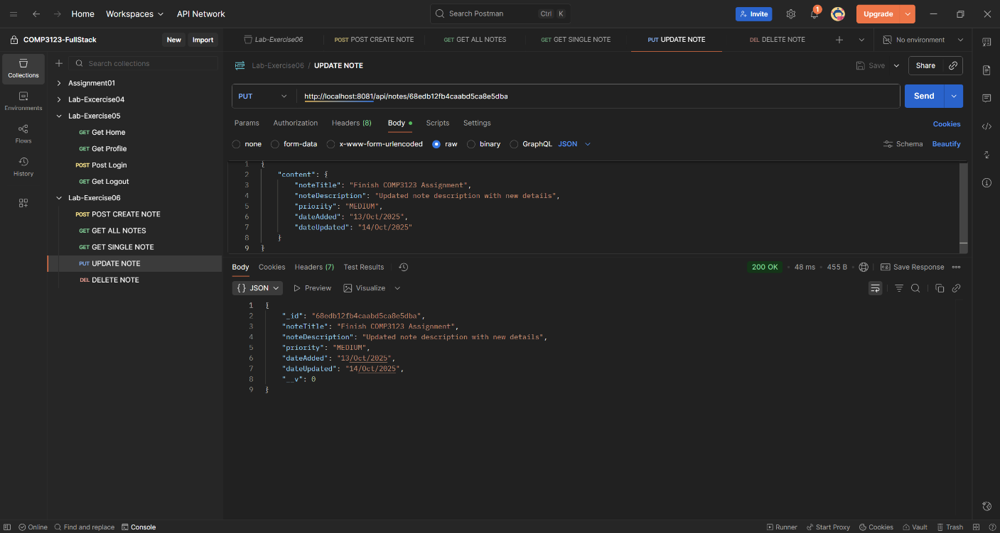 Home Workspaces API Network Search Postman Ctrl K Invite 1 Upgrade
COMP3123-FullStack New Import
Lab-Exercise06 POST POST CREATE NOTE GET GET ALL NOTES GET GET SINGLE NOTE PUT UPDATE NOTE DEL DELETE NOTE No environment
Collections
Environments
Flows
History
Search collections
Assignment01
Lab-Excercise04
Lab-Exercise05
GET Get Home
GET Get Profile
POST Post Login
GET Get Logout
Lab-Exercise06
POST POST CREATE NOTE
GET GET ALL NOTES
GET GET SINGLE NOTE
PUT UPDATE NOTE
DEL DELETE NOTE
HTTP Lab-Exercise06 / UPDATE NOTE Save Share
PUT http://localhost:8081/api/notes/68edb12fb4caabd5ca8e5dba Send
Params Authorization Headers (8) Body Scripts Settings Cookies
none form-data x-www-form-urlencoded raw binary GraphQL JSON Schema Beautify
1 {
2 "content": {
3 "noteTitle": "Finish COMP3123 Assignment",
4 "noteDescription": "Updated note description with new details",
5 "priority": "MEDIUM",
6 "dateAdded": "13/Oct/2025",
7 "dateUpdated": "14/Oct/2025"
8 }
9 }
Body Cookies Headers (7) Test Results 200 OK 48 ms 455 B e.g. Save Response
{} JSON Preview Visualize
1 {
2 "_id": "68edb12fb4caabd5ca8e5dba",
3 "noteTitle": "Finish COMP3123 Assignment",
4 "noteDescription": "Updated note description with new details",
5 "priority": "MEDIUM",
6 "dateAdded": "13/Oct/2025",
7 "dateUpdated": "14/Oct/2025",
8 "__v": 0
9 }
Online Find and replace Console Runner Start Proxy Cookies Vault Trash